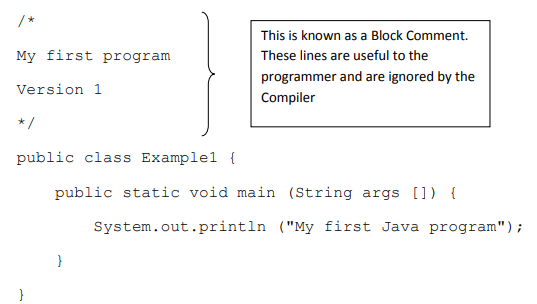 /*
My first program
Version 1
*/
This is known as a Block Comment.
These lines are useful to the
programmer and are ignored by the
Compiler
public class Example1 {
public static void main (String args []) {
System.out.println ("My first Java program");
}
}